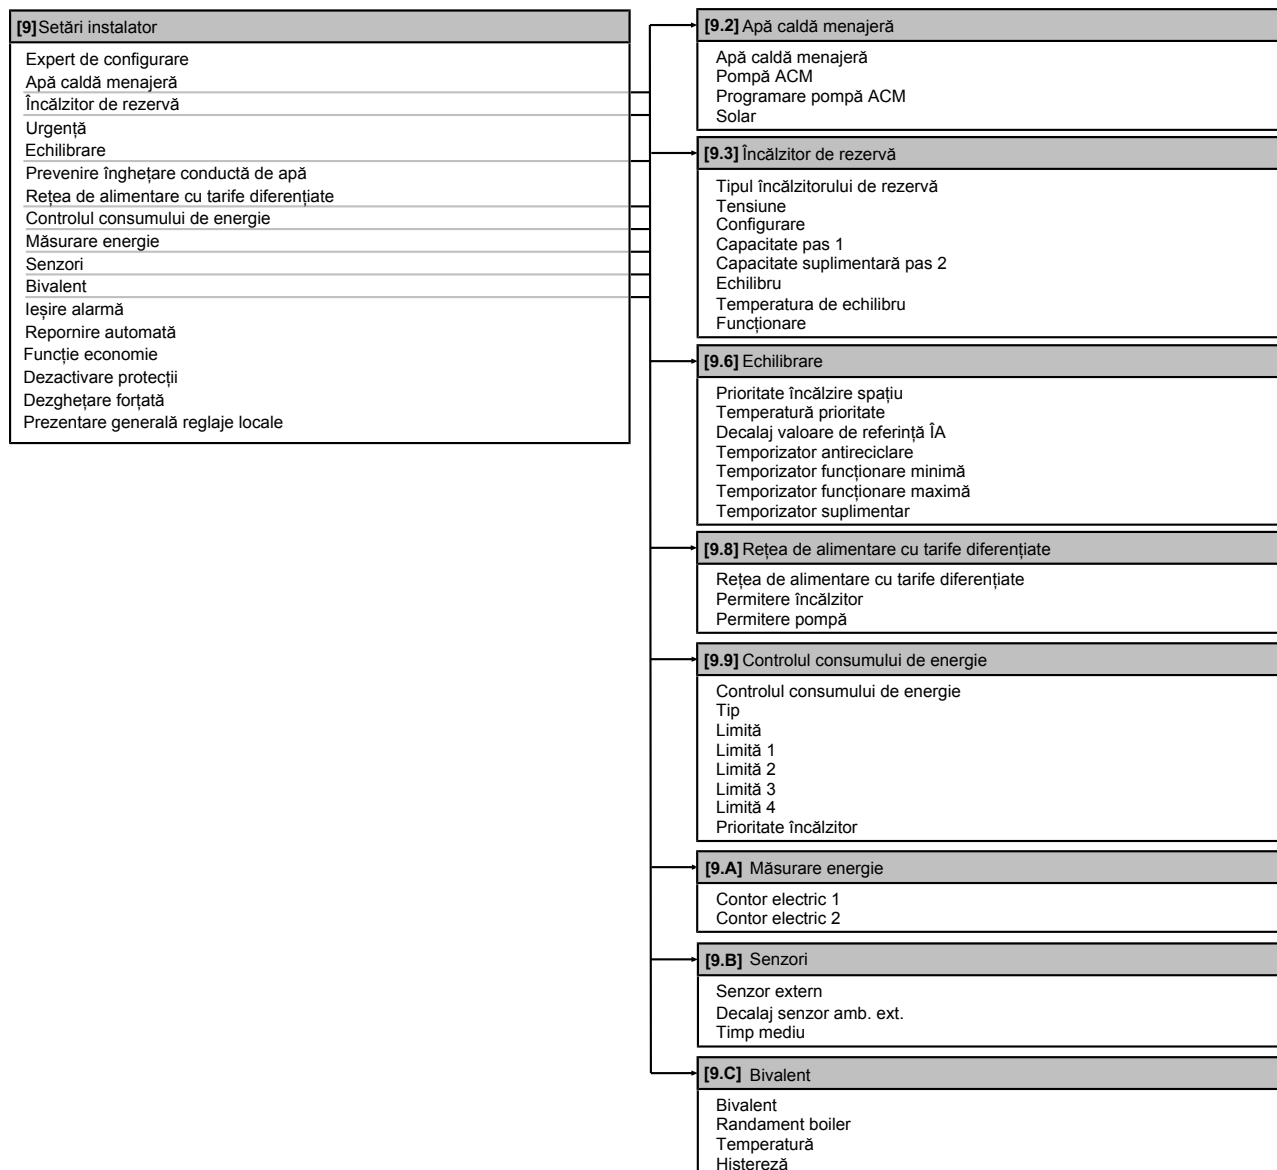 [9] Setări instalator
Expert de configurare
Apă caldă menajeră
Încălzitor de rezervă
Urgență
Echilibrare
Prevenire înghețare conductă de apă
Rețea de alimentare cu tarife diferențiate
Controlul consumului de energie
Măsurare energie
Senzori
Bivalent
Ieșire alarmă
Repornire automată
Funcție economie
Dezactivare protecții
Dezghețare forțată
Prezentare generală reglaje locale
[9.2] Apă caldă menajeră
Apă caldă menajeră
Pompă ACM
Programare pompă ACM
Solar
[9.3] Încălzitor de rezervă
Tipul încălzitorului de rezervă
Tensiune
Configurare
Capacitate pas 1
Capacitate suplimentară pas 2
Echilibru
Temperatura de echilibru
Funcționare
[9.6] Echilibrare
Prioritate încălzire spațiu
Temperatură prioritate
Decalaj valoare de referință ÎA
Temporizator antireciclare
Temporizator funcționare minimă
Temporizator funcționare maximă
Temporizator suplimentar
[9.8] Rețea de alimentare cu tarife diferențiate
Rețea de alimentare cu tarife diferențiate
Permitere încălzitor
Permitere pompă
[9.9] Controlul consumului de energie
Controlul consumului de energie
Tip
Limită
Limită 1
Limită 2
Limită 3
Limită 4
Prioritate încălzitor
[9.A] Măsurare energie
Contor electric 1
Contor electric 2
[9.B] Senzori
Senzor extern
Decalaj senzor amb. ext.
Timp mediu
[9.C] Bivalent
Bivalent
Randament boiler
Temperatură
Histereză